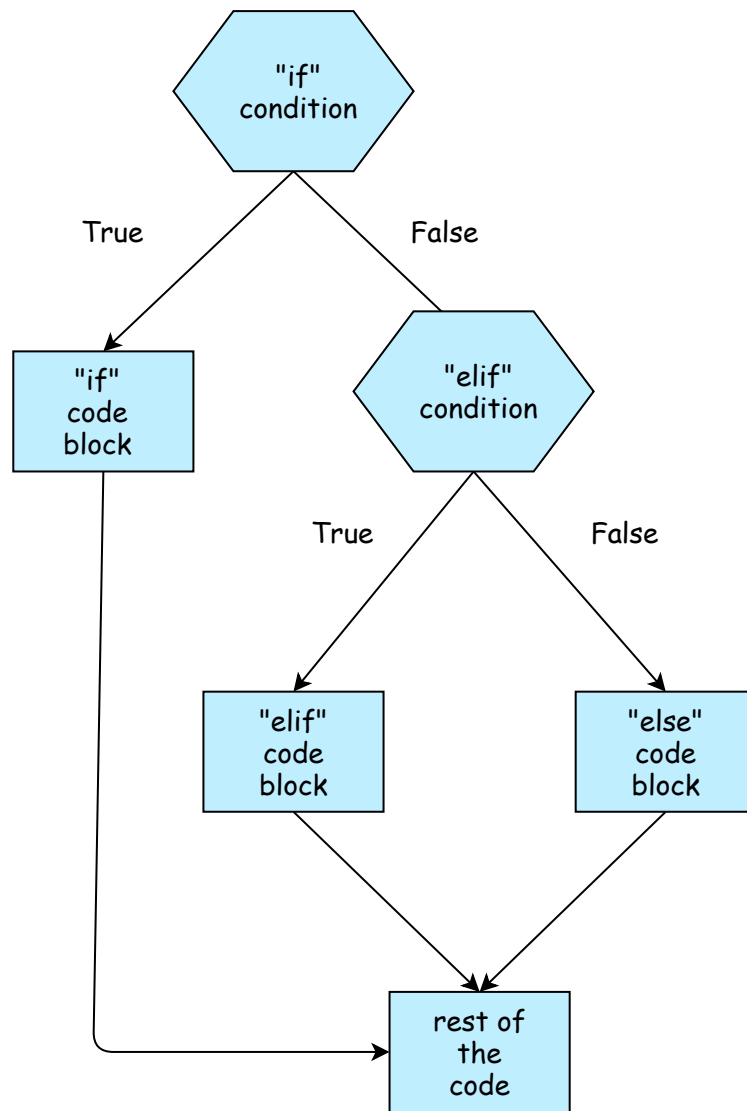 "if"
condition
True
False
"if"
code
block
"elif"
condition
True
False
"elif"
code
block
"else"
code
block
rest of
the
code